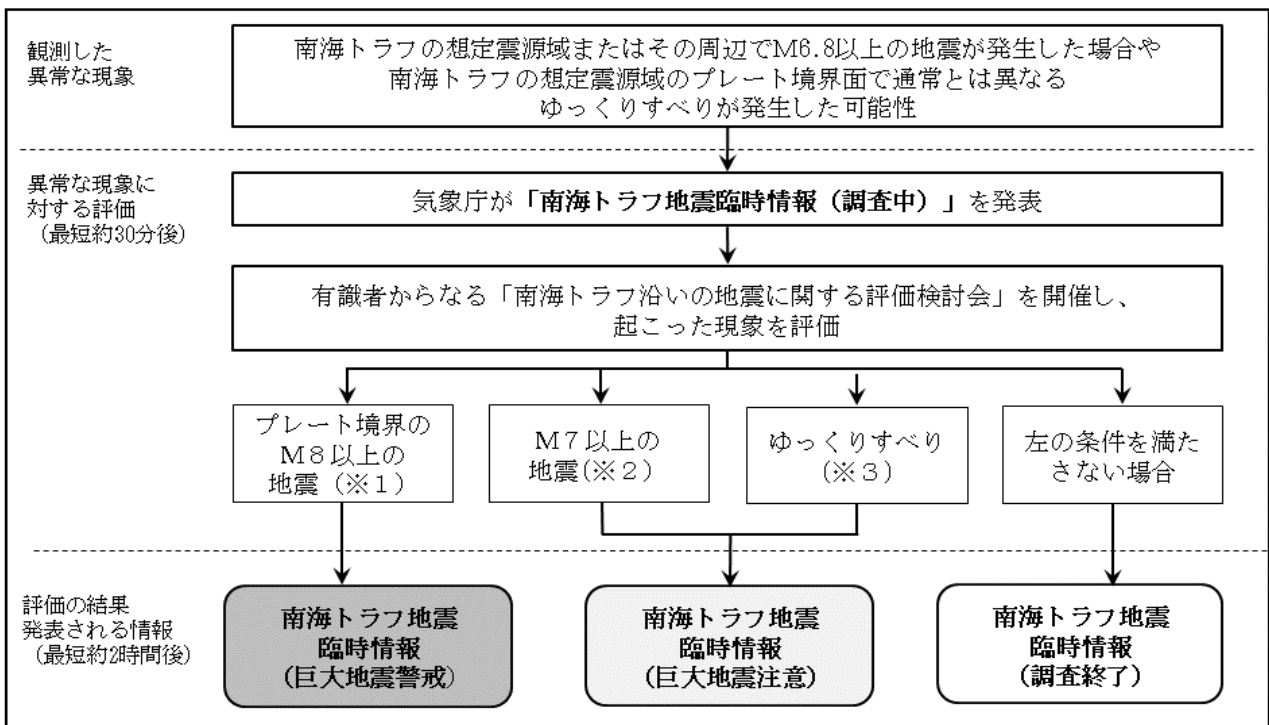 観測した
異常な現象
南海トラフの想定震源域またはその周辺でM6.8以上の地震が発生した場合や
南海トラフの想定震源域のプレート境界面で通常とは異なる
ゆっくりすべりが発生した可能性
異常な現象に
対する評価
(最短約30分後)
気象庁が「南海トラフ地震臨時情報（調査中）」を発表
有識者からなる「南海トラフ沿いの地震に関する評価検討会」を開催し、
起こった現象を評価
プレート境界の
M８以上の
地震（※１）
M７以上の
地震(※２)
ゆっくりすべり
(※３)
左の条件を満た
さない場合
評価の結果
発表される情報
(最短約2時間後)
南海トラフ地震
臨時情報
(巨大地震警戒)
南海トラフ地震
臨時情報
(巨大地震注意)
南海トラフ地震
臨時情報
(調査終了)